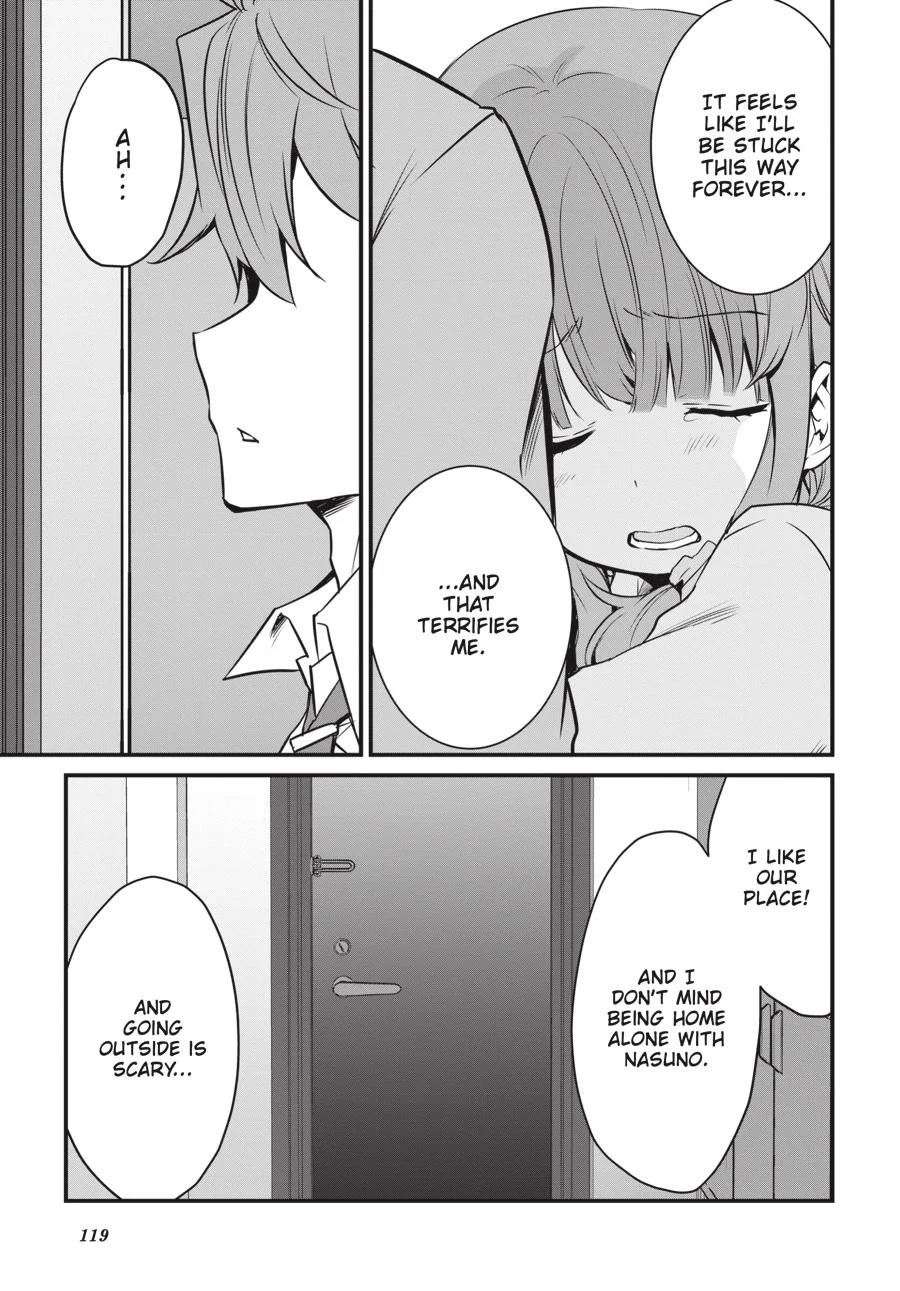 IT FEELS
LIKE I'LL
BE STUCK
THIS WAY
FOREVER...
...AND
THAT
TERRIFIES
ME.
AH...
I LIKE
OUR
PLACE!
AND I
DON'T MIND
BEING HOME
ALONE WITH
NASUNO.
AND
GOING
OUTSIDE IS
SCARY...
119